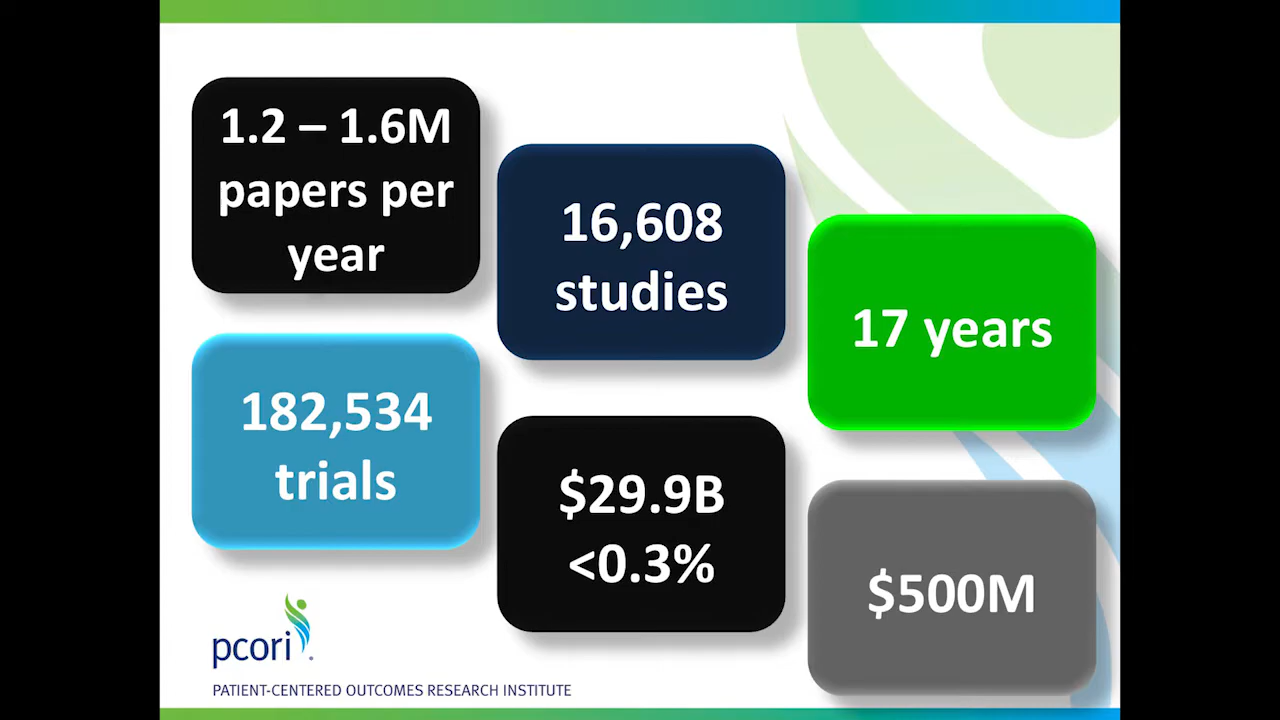 1.2 – 1.6M
papers per
year
16,608
studies
17 years
182,534
trials
$29.9B
<0.3%
$500M
pcori
PATIENT-CENTERED OUTCOMES RESEARCH INSTITUTE